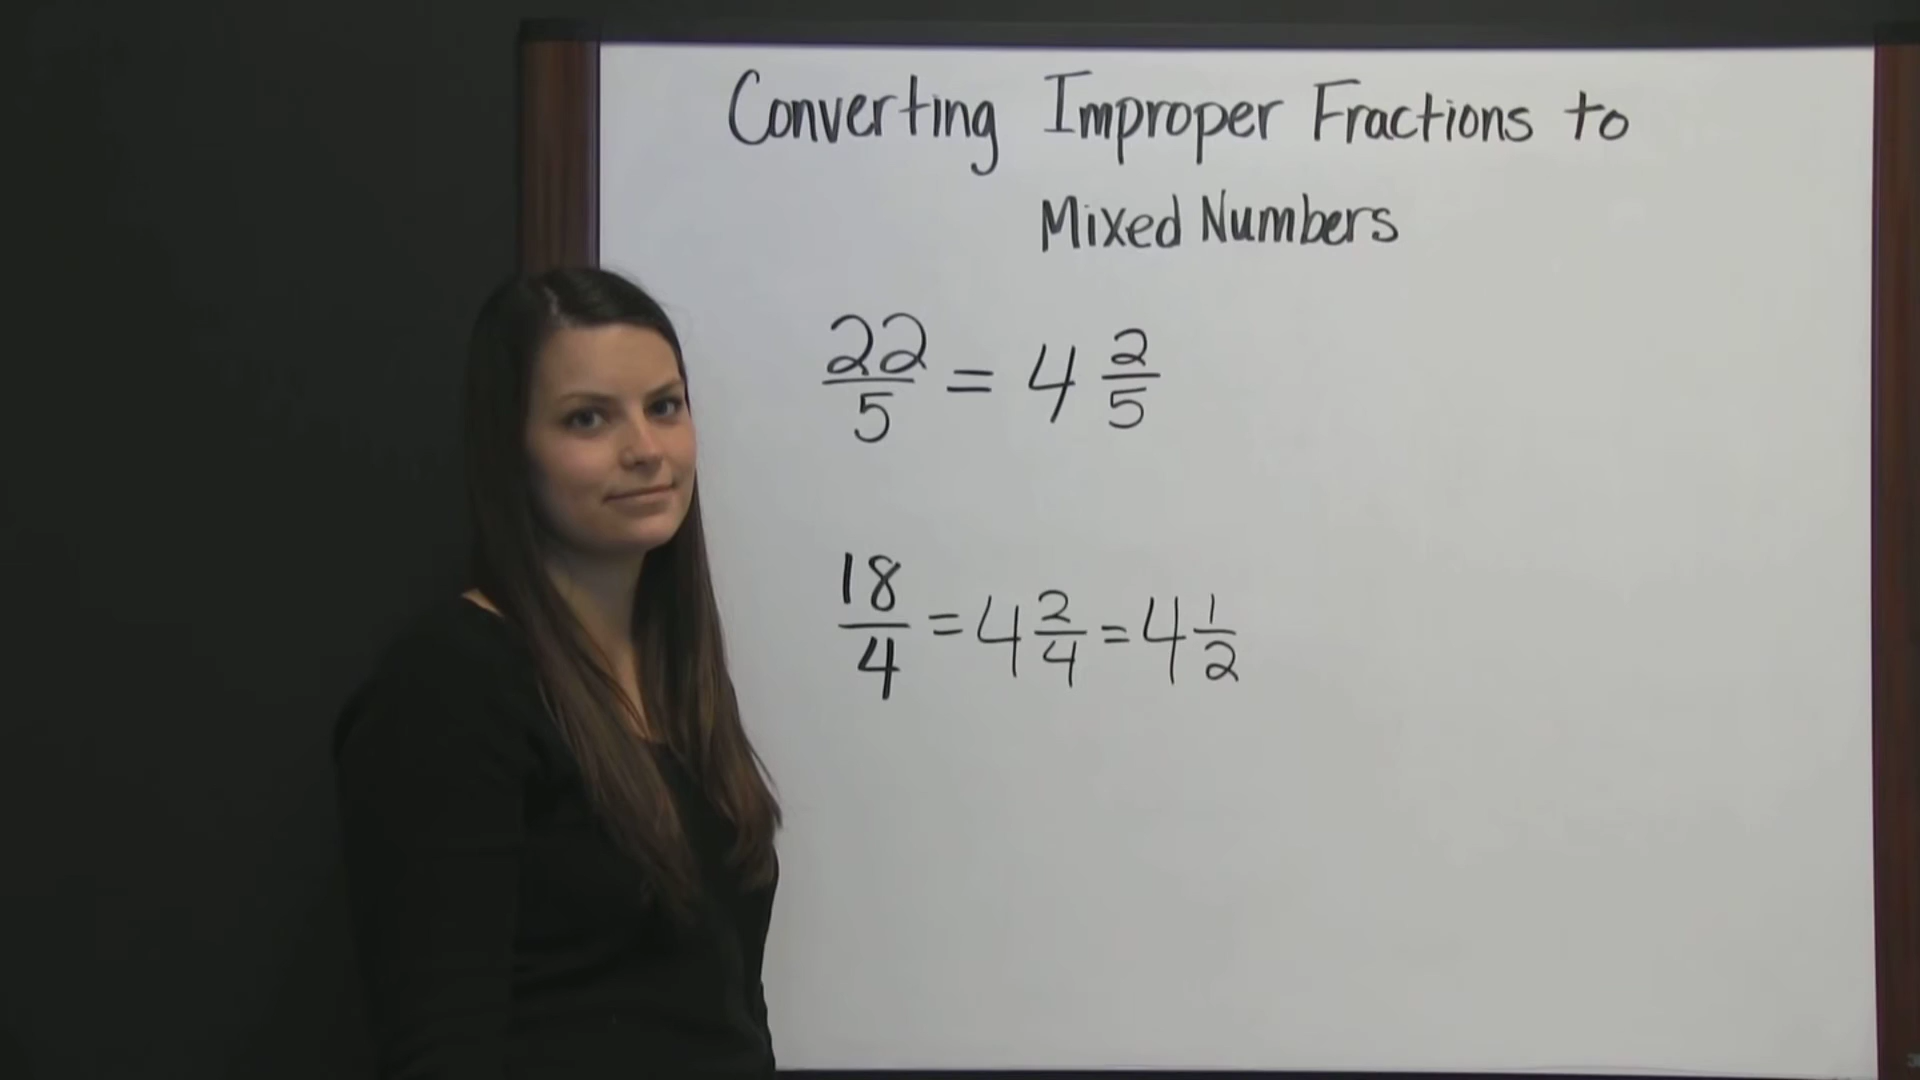 Converting Improper Fractions to
Mixed Numbers
22/5 = 4 2/5
18/4 = 4 2/4 = 4 1/2